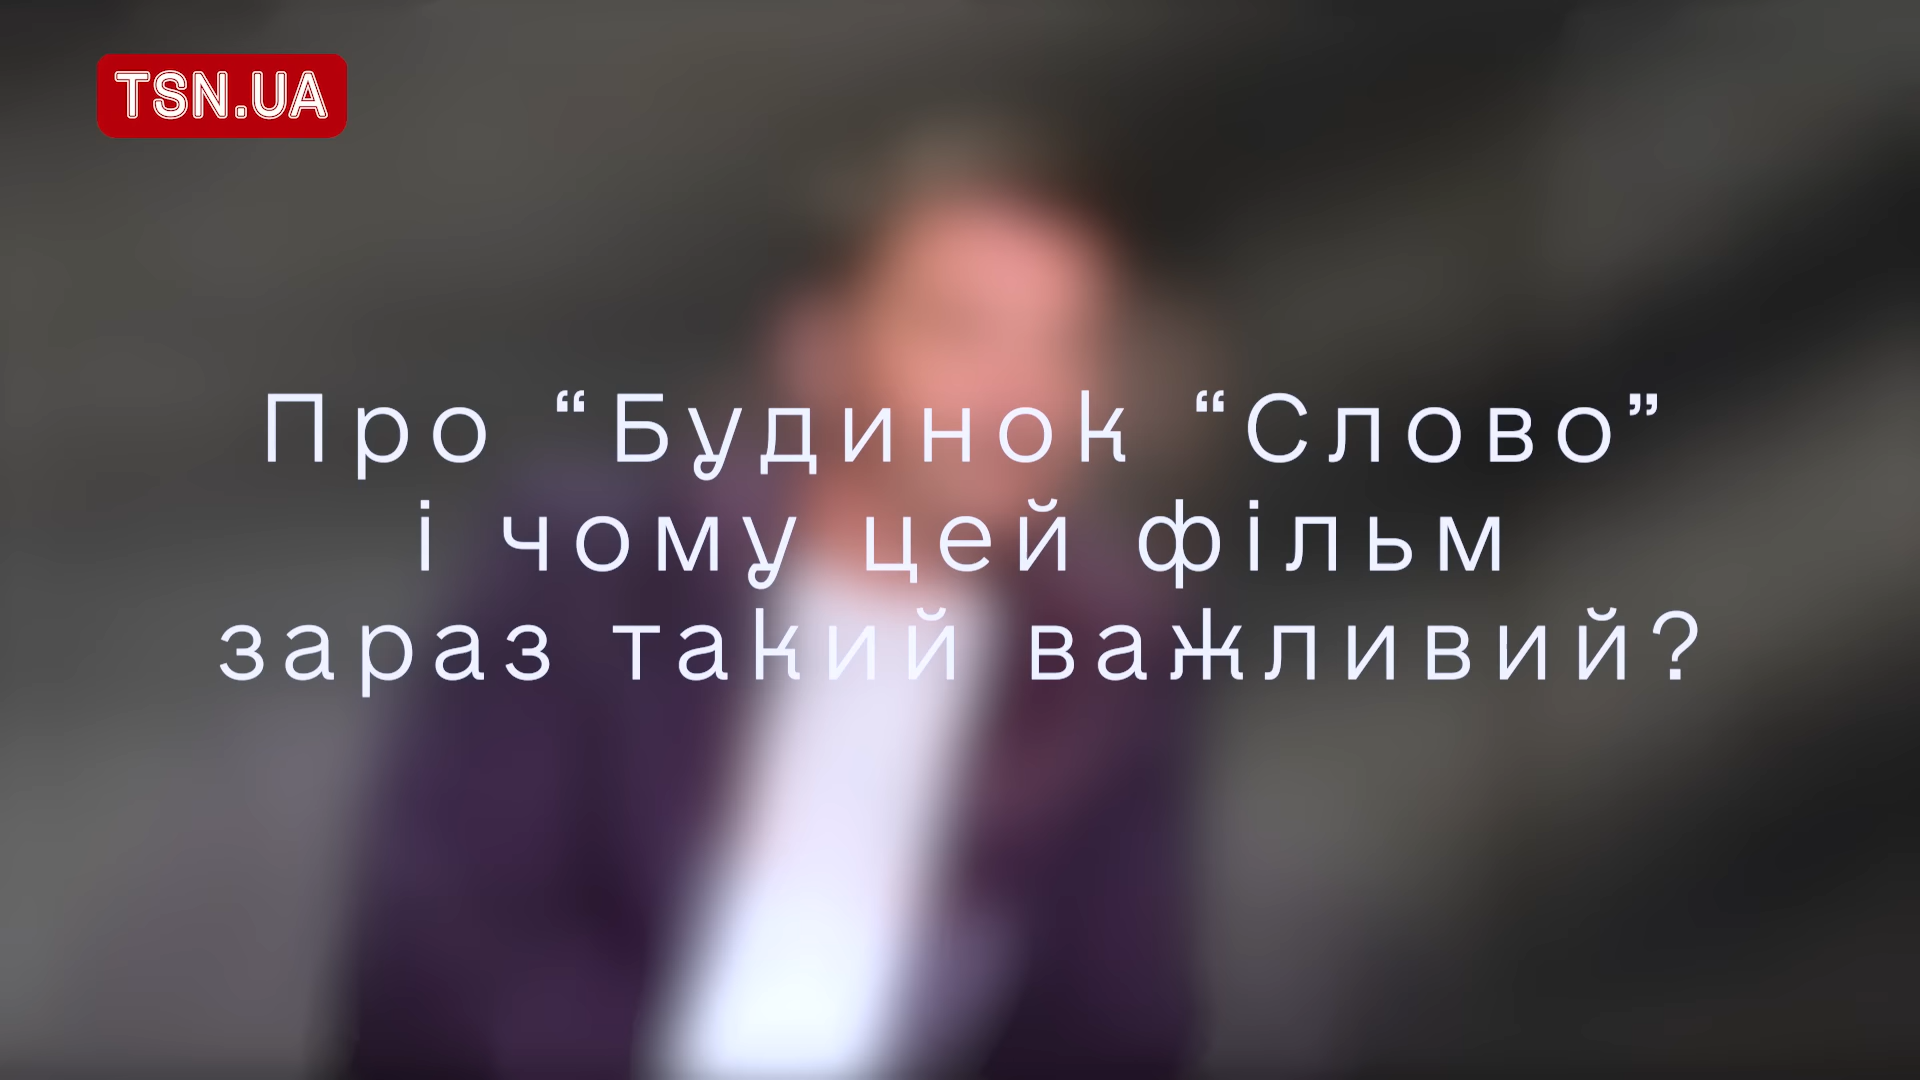 TSN.UA
Про “Будинок “Слово”
і чому цей фільм
зараз такий важливий?